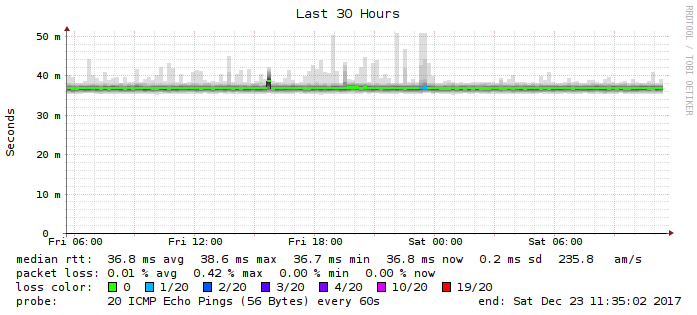 Last 30 Hours
RRDTOOL / TOBI OETIKER
Seconds
50 m
40 m
30 m
20 m
10 m
0
Fri 06:00 Fri 12:00 Fri 18:00 Sat 00:00 Sat 06:00
median rtt: 36.8 ms avg 38.6 ms max 36.7 ms min 36.8 ms now 0.2 ms sd 235.8 am/s
packet loss: 0.01 % avg 0.42 % max 0.00 % min 0.00 % now
loss color: 0 1/20 2/20 3/20 4/20 10/20 19/20
probe: 20 ICMP Echo Pings (56 Bytes) every 60s end: Sat Dec 23 11:35:02 2017